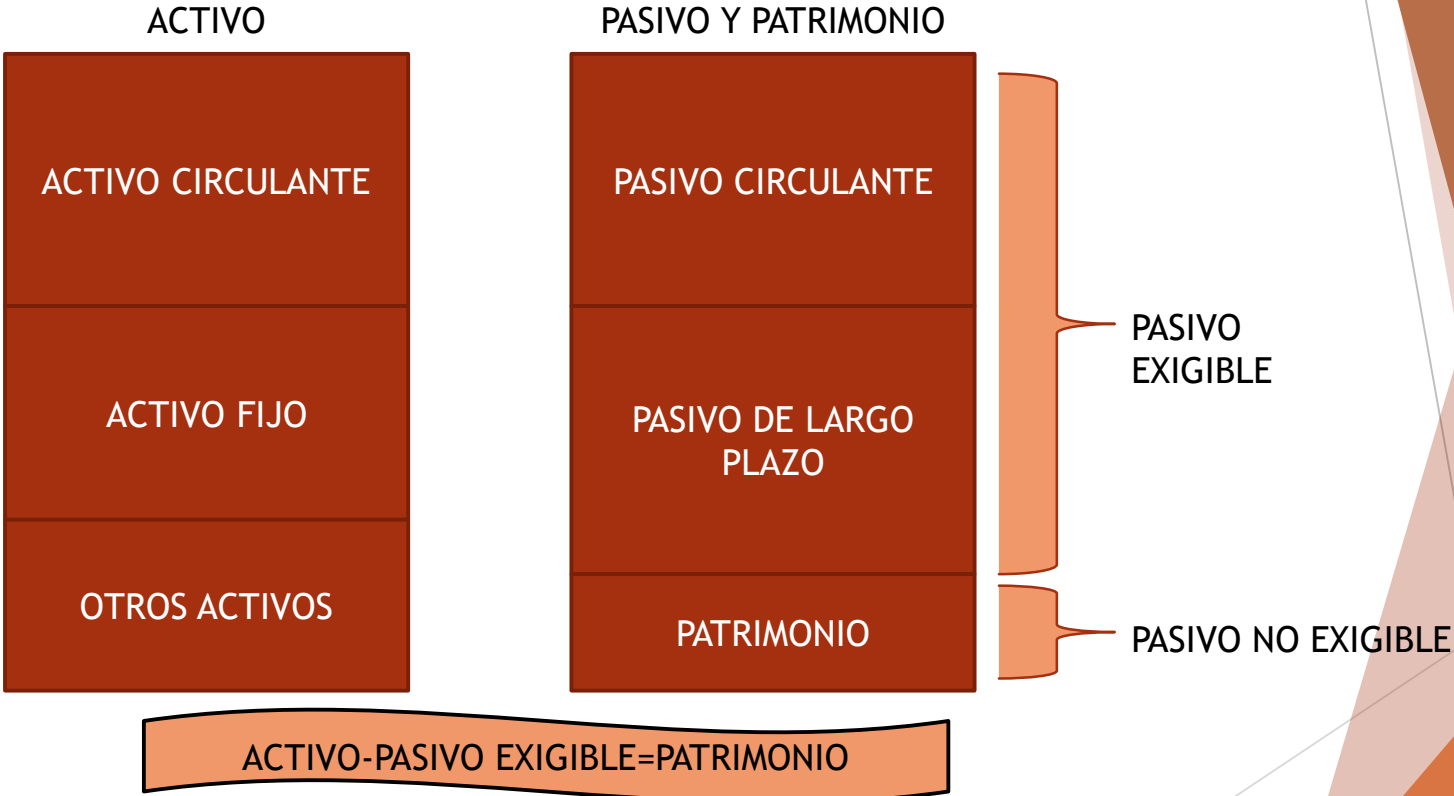 ACTIVO
ACTIVO CIRCULANTE
ACTIVO FIJO
OTROS ACTIVOS
PASIVO Y PATRIMONIO
PASIVO CIRCULANTE
PASIVO DE LARGO
PLAZO
PATRIMONIO
PASIVO
EXIGIBLE
PASIVO NO EXIGIBLE
ACTIVO-PASIVO EXIGIBLE=PATRIMONIO